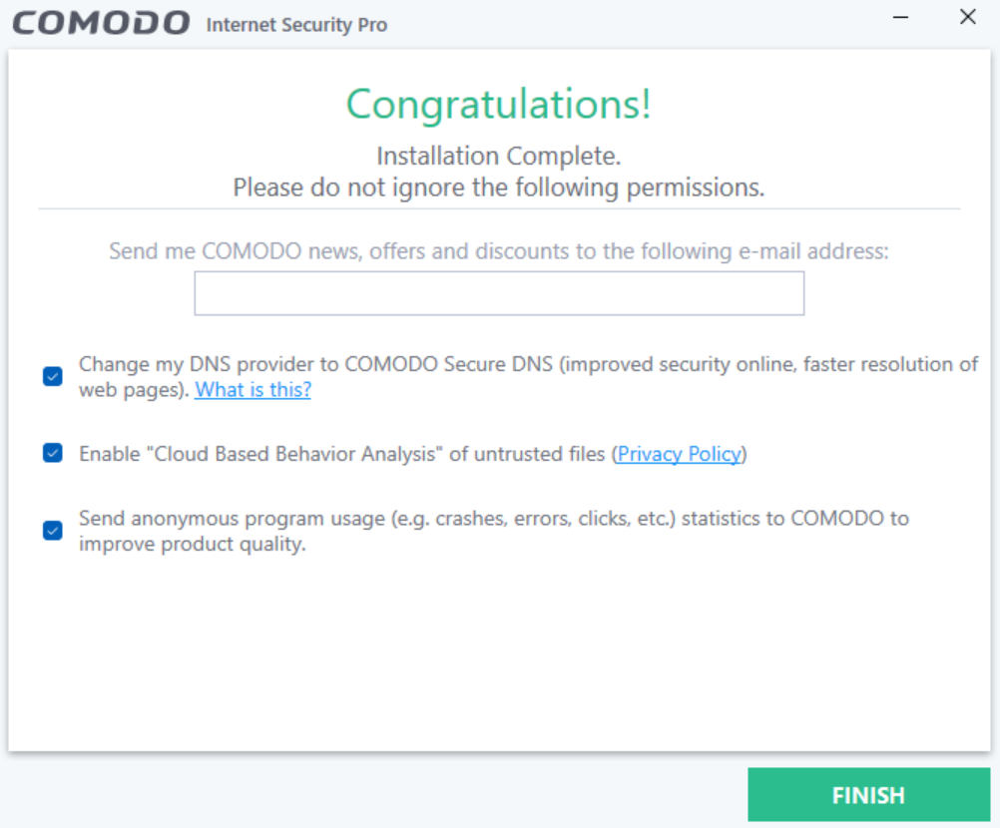 COMODO Internet Security Pro
Congratulations!
Installation Complete.
Please do not ignore the following permissions.
Send me COMODO news, offers and discounts to the following e-mail address:
Change my DNS provider to COMODO Secure DNS (improved security online, faster resolution of
web pages). What is this?
Enable "Cloud Based Behavior Analysis" of untrusted files (Privacy Policy)
Send anonymous program usage (e.g. crashes, errors, clicks, etc.) statistics to COMODO to
improve product quality.
FINISH